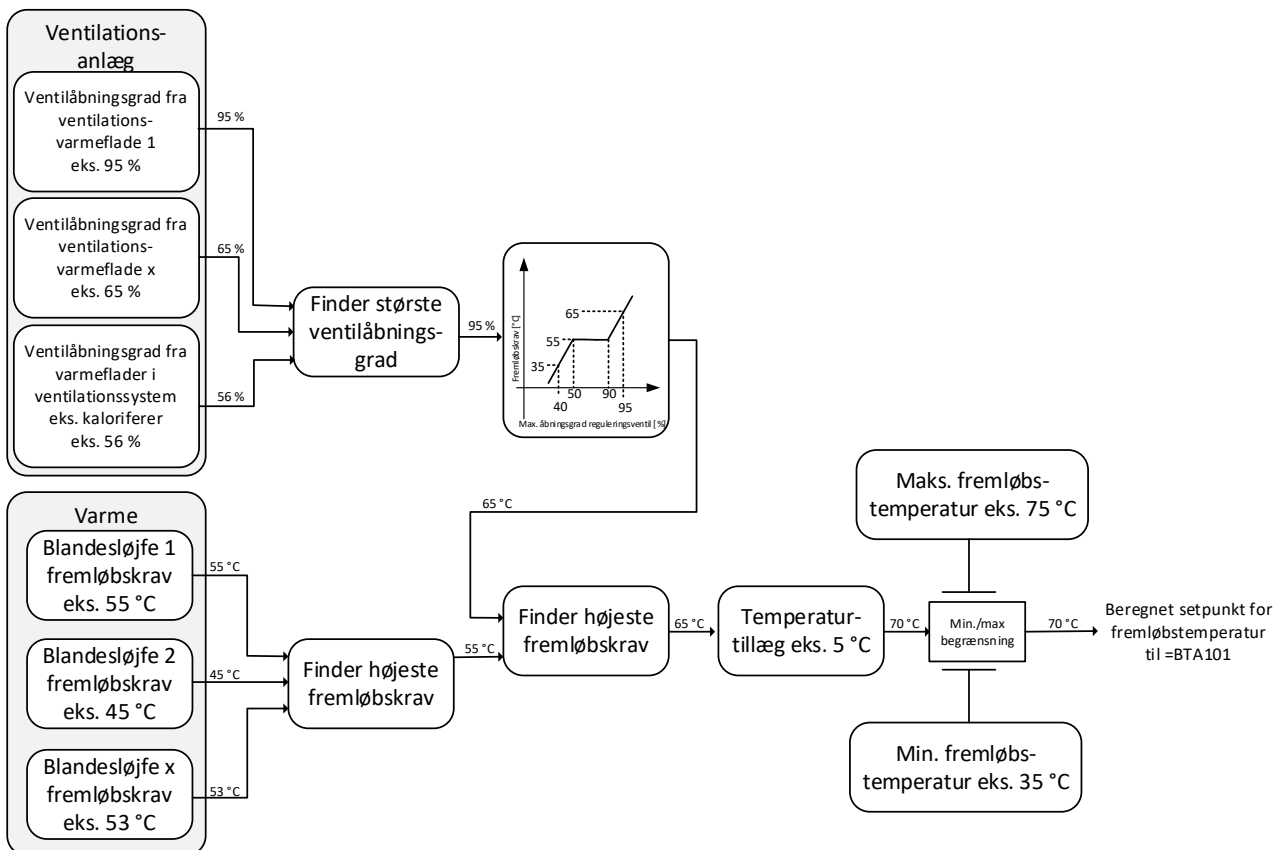 Ventilations-
anlæg
Ventilåbningsgrad fra
ventilations-
varmeflade 1
eks. 95 %
95 %
Ventilåbningsgrad fra
ventilations-
varmeflade x
eks. 65 %
65 %
Ventilåbningsgrad fra
varmeflader i
ventilationssystem
eks. kaloriferer
eks. 56 %
56 %
Finder største
ventilåbnings-
grad
95 %
Fremløbskrav [°C]
65
55
35
50
90
40
95
Max. åbningsgrad reguleringsventil [%]
65 °C
Varme
Blandesløjfe 1
fremløbskrav
eks. 55 °C
55 °C
Blandesløjfe 2
fremløbskrav
eks. 45 °C
45 °C
Blandesløjfe x
fremløbskrav
eks. 53 °C
53 °C
Finder højeste
fremløbskrav
55 °C
Finder højeste
fremløbskrav
65 °C
Temperatur-
tillæg eks. 5 °C
70 °C
Maks. fremløbs-
temperatur eks. 75 °C
Min./max
begrænsning
Min. fremløbs-
temperatur eks. 35 °C
70 °C
Beregnet setpunkt for
fremløbstemperatur
til =BTA101